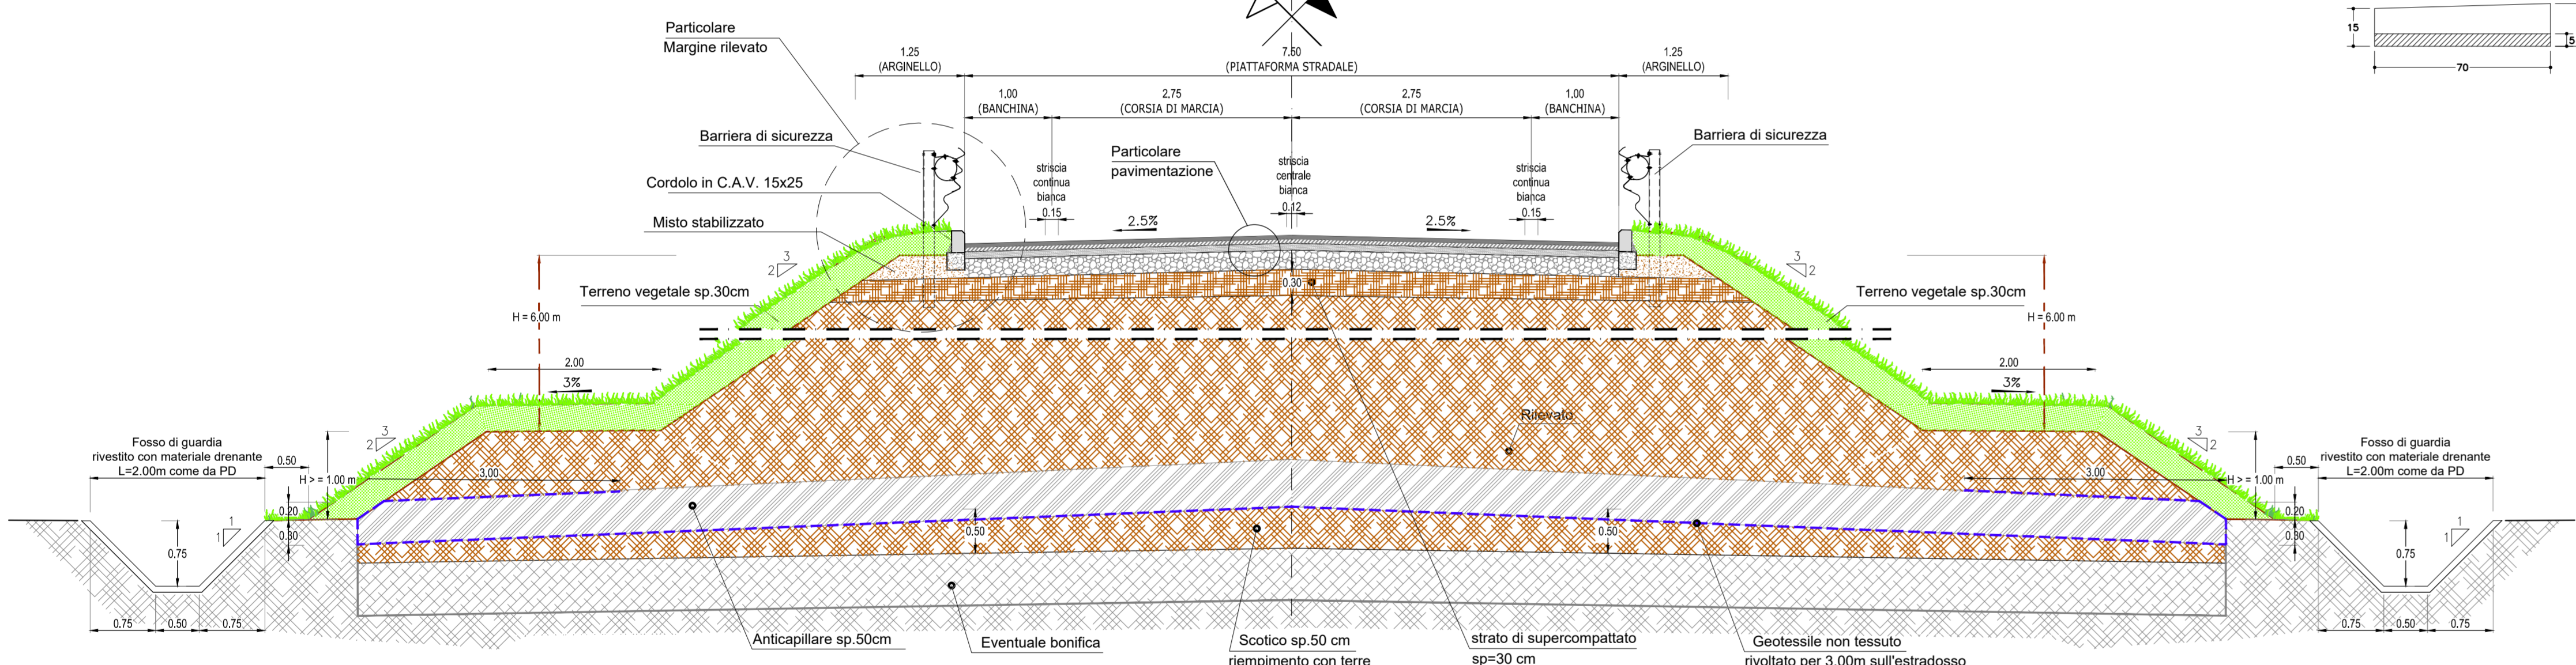 Particolare
Margine rilevato
1.25
(ARGINELLO)
7.50
(PIATTAFORMA STRADALE)
1.25
(ARGINELLO)
15
5
70
1,00
(BANCHINA)
2,75
(CORSIA DI MARCIA)
2,75
(CORSIA DI MARCIA)
1,00
(BANCHINA)
Barriera di sicurezza
Barriera di sicurezza
Particolare
pavimentazione
striscia
continua
bianca
0.15
striscia
centrale
bianca
0.12
striscia
continua
bianca
0.15
Cordolo in C.A.V. 15x25
Misto stabilizzato
2.5%
2.5%
3
2
3
2
Terreno vegetale sp.30cm
0.30
Terreno vegetale sp.30cm
H = 6.00 m
H = 6.00 m
2.00
3%
2.00
3%
Rilevato
3
2
3
2
Fosso di guardia
rivestito con materiale drenante
L=2.00m come da PD
0.50
H > = 1.00 m
3.00
3.00
H > = 1.00 m
0.50
Fosso di guardia
rivestito con materiale drenante
L=2.00m come da PD
0.20
0.30
0.20
0.30
1
1
1
1
0.75
0.50
0.50
0.75
0.75
0.50
0.75
0.75
0.50
0.75
Anticapillare sp.50cm
Eventuale bonifica
Scotico sp.50 cm
riempimento con terre
strato di supercompattato
sp=30 cm
Geotessile non tessuto
rivoltato per 3.00m sull'estradosso